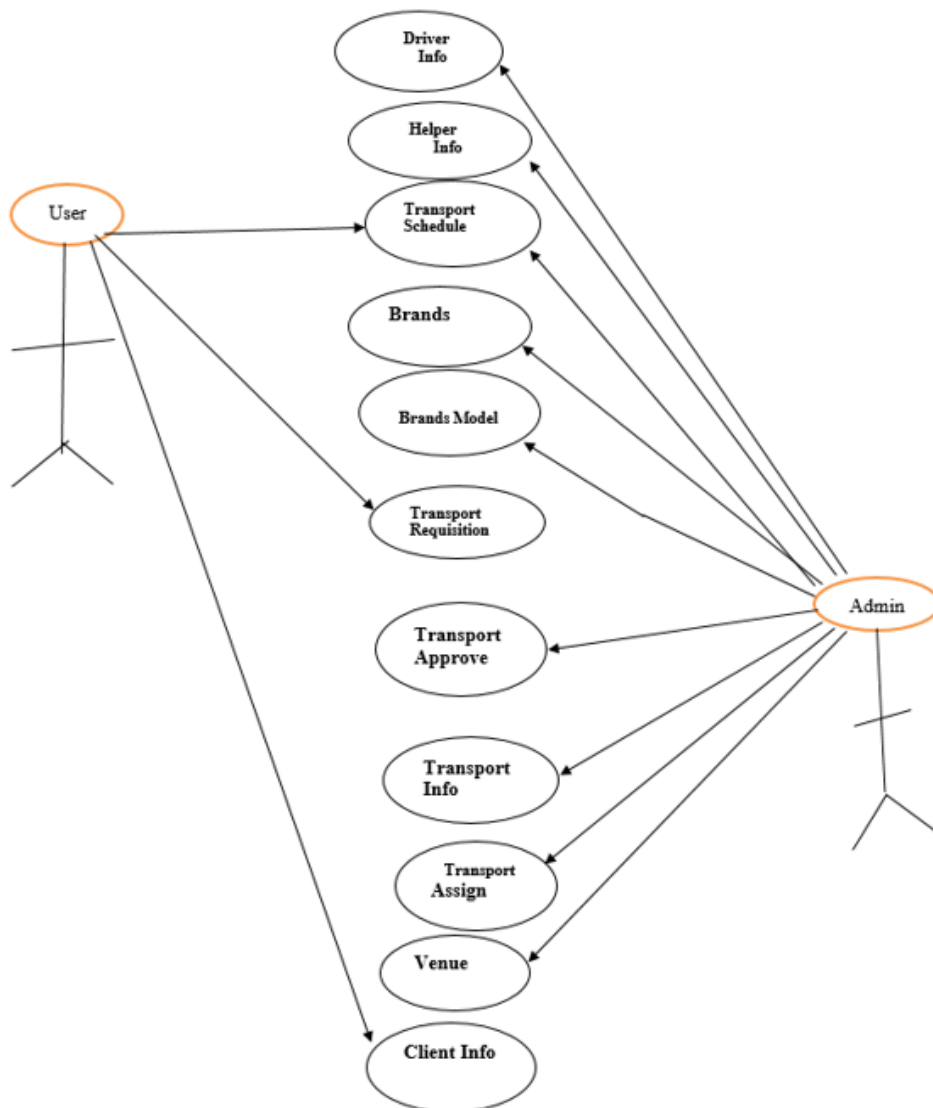 Driver
Info
Helper
Info
User
Transport
Schedule
Brands
Brands Model
Transport
Requisition
Admin
Transport
Approve
Transport
Info
Transport
Assign
Venue
Client Info